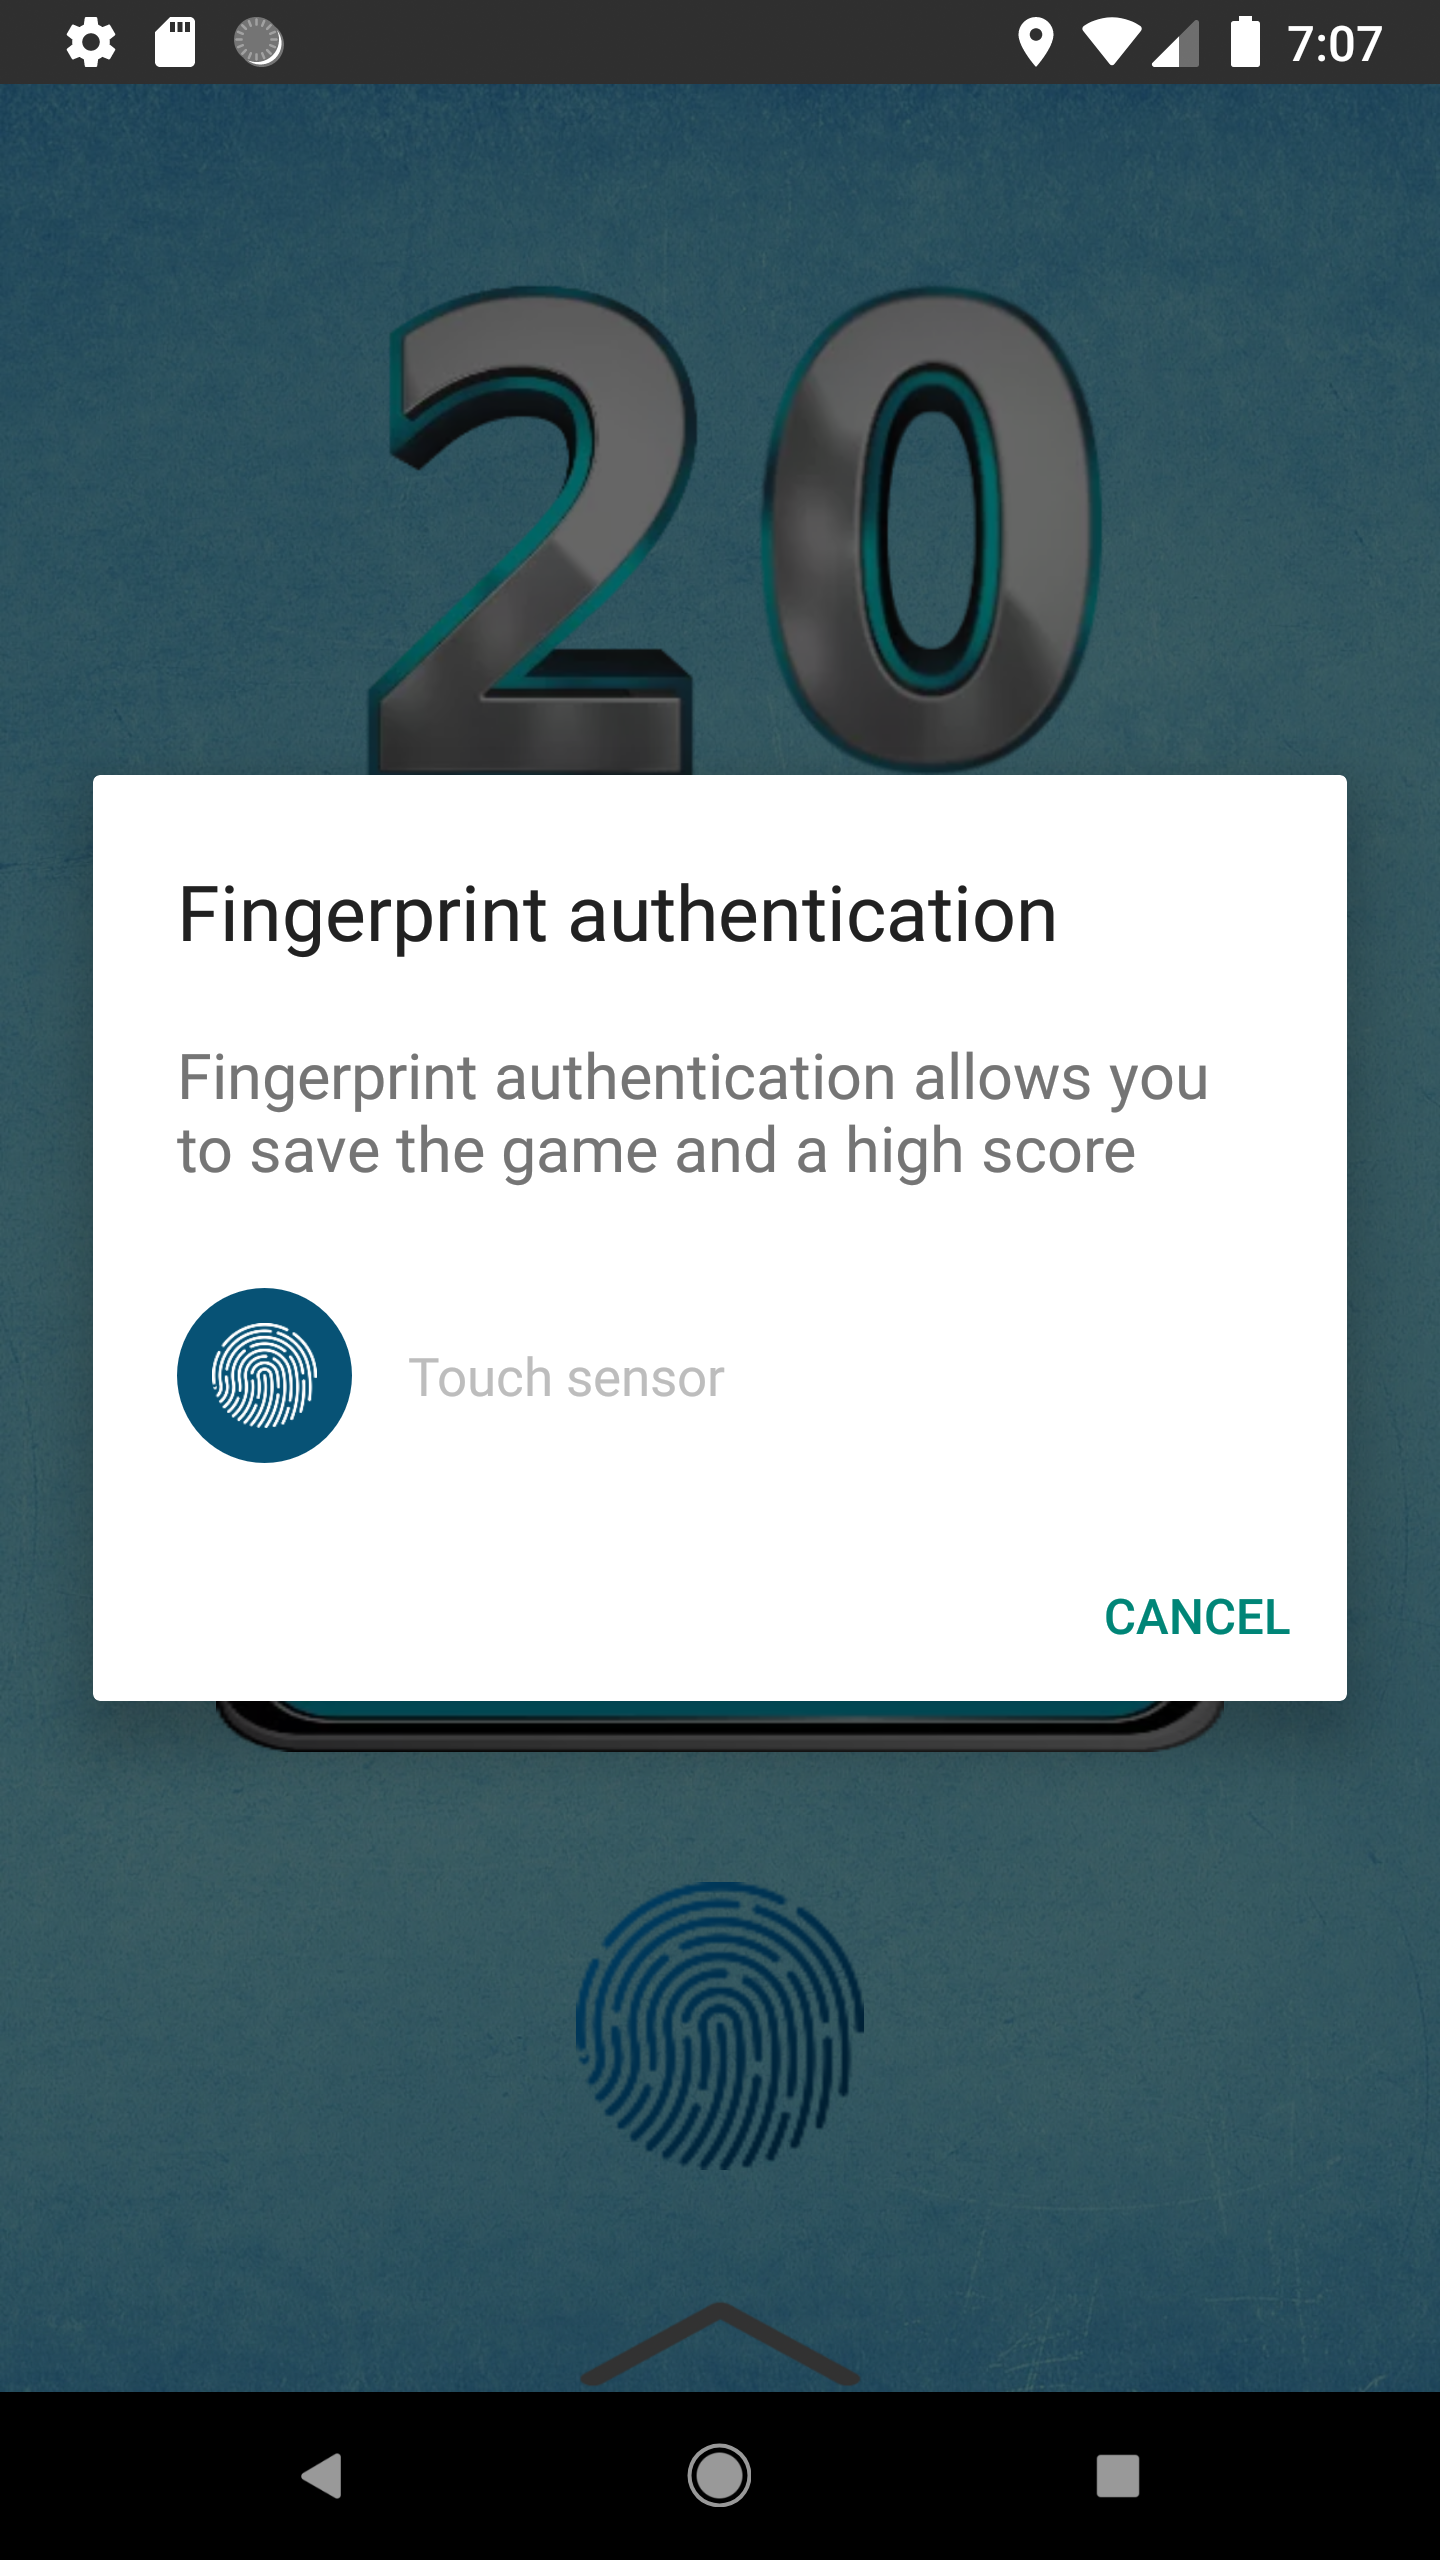 7:07
20
Fingerprint authentication
Fingerprint authentication allows you
to save the game and a high score
Touch sensor
CANCEL